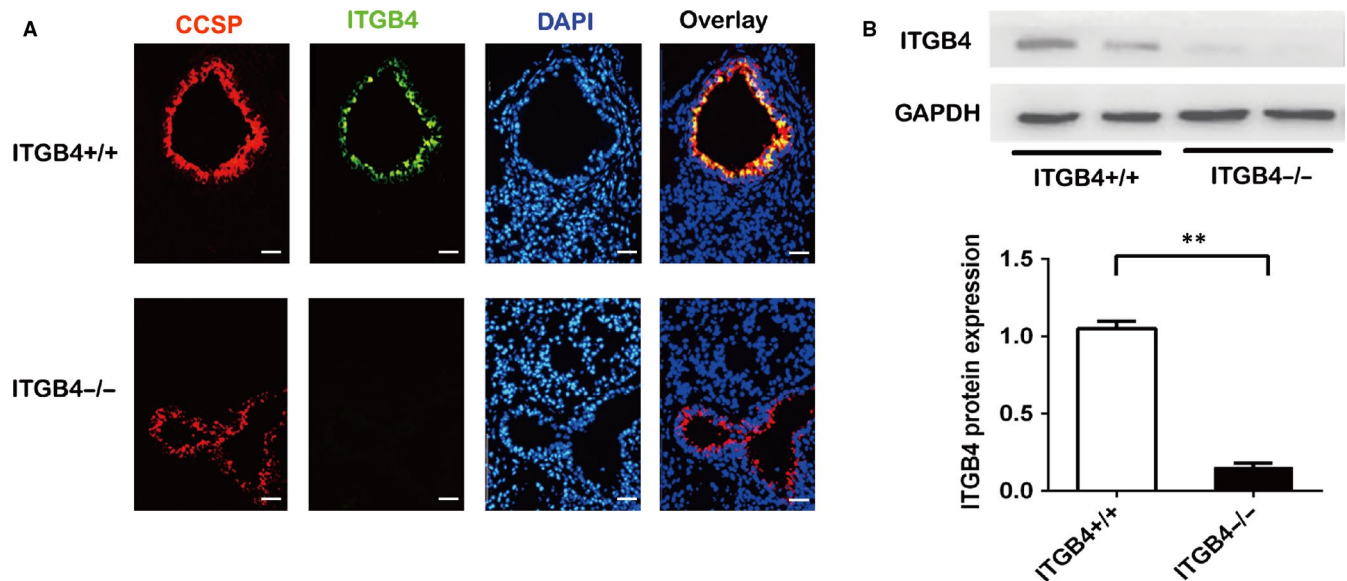 A
CCSP ITGB4 DAPI Overlay
ITGB4+/+
ITGB4–/–
B
ITGB4
GAPDH
ITGB4+/+ ITGB4–/–
**
ITGB4 protein expression
1.5
1.0
0.5
0.0
ITGB4+/+ ITGB4–/–